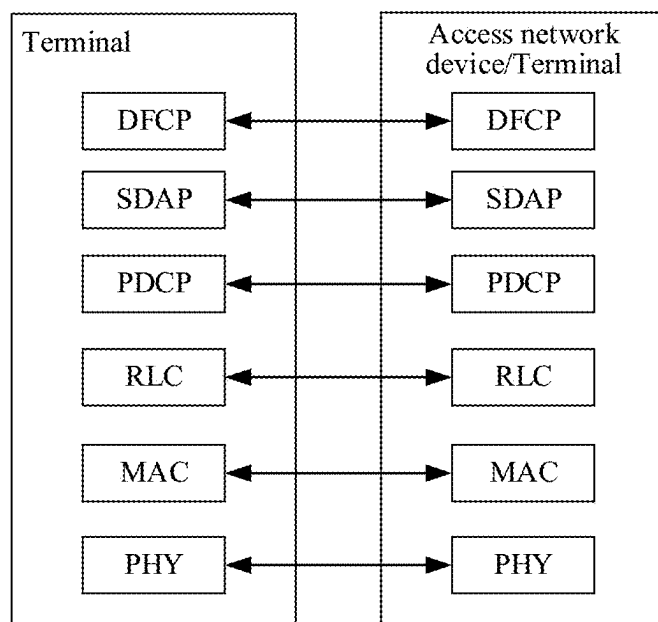 Terminal
Access network
device/Terminal
DFCP
DFCP
SDAP
SDAP
PDCP
PDCP
RLC
RLC
MAC
MAC
PHY
PHY